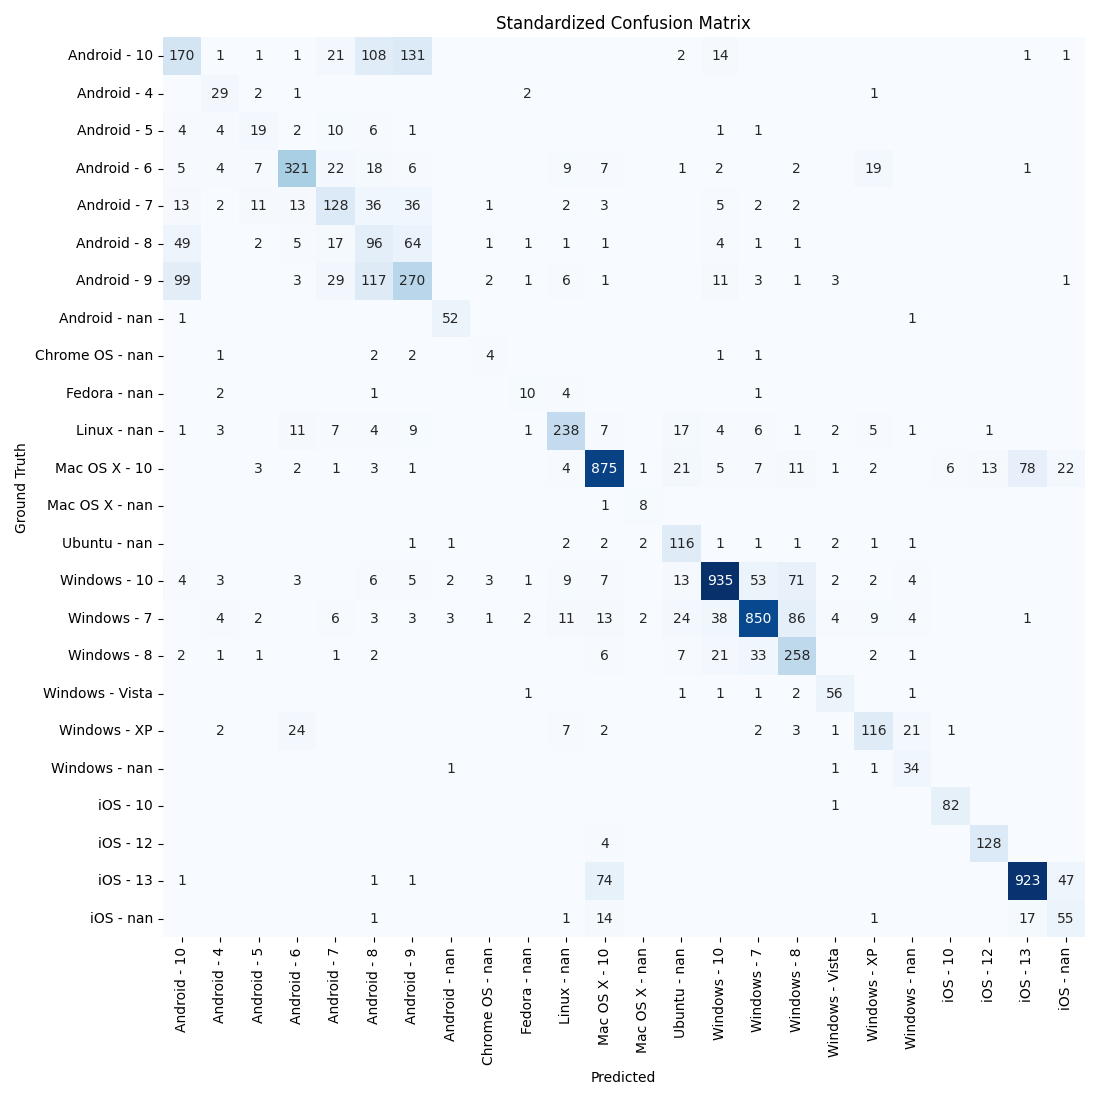 Standardized Confusion Matrix
Android - 10 170 1 1 1 21 108 131 2 14 1 1
Android - 4 29 2 1 2 1
Android - 5 4 4 19 2 10 6 1 1 1
Android - 6 5 4 7 321 22 18 6 9 7 1 2 2 19 1
Android - 7 13 2 11 13 128 36 36 1 2 3 5 2 2
Android - 8 49 2 5 17 96 64 1 1 1 1 4 1 1
Android - 9 99 3 29 117 270 2 1 6 1 11 3 1 3 1
Android - nan 1 52 1
Chrome OS - nan 1 2 2 4 1 1
Fedora - nan 2 1 10 4 1
Linux - nan 1 3 11 7 4 9 1 238 7 17 4 6 1 2 5 1 1
Mac OS X - 10 3 2 1 3 1 4 875 1 21 5 7 11 1 2 6 13 78 22
Mac OS X - nan 1 8
Ubuntu - nan 1 1 2 2 2 116 1 1 1 2 1 1
Windows - 10 4 3 3 6 5 2 3 1 9 7 13 935 53 71 2 2 4
Windows - 7 4 2 6 3 3 3 1 2 11 13 2 24 38 850 86 4 9 4 1
Windows - 8 2 1 1 1 2 6 7 21 33 258 2 1
Windows - Vista 1 1 1 1 2 56 1
Windows - XP 2 24 7 2 2 3 1 116 21 1
Windows - nan 1 1 1 34
iOS - 10 1 82
iOS - 12 4 128
iOS - 13 1 1 1 74 923 47
iOS - nan 1 1 14 1 17 55
Ground Truth
Android - 10
Android - 4
Android - 5
Android - 6
Android - 7
Android - 8
Android - 9
Android - nan
Chrome OS - nan
Fedora - nan
Linux - nan
Mac OS X - 10
Mac OS X - nan
Ubuntu - nan
Windows - 10
Windows - 7
Windows - 8
Windows - Vista
Windows - XP
Windows - nan
iOS - 10
iOS - 12
iOS - 13
iOS - nan
Predicted